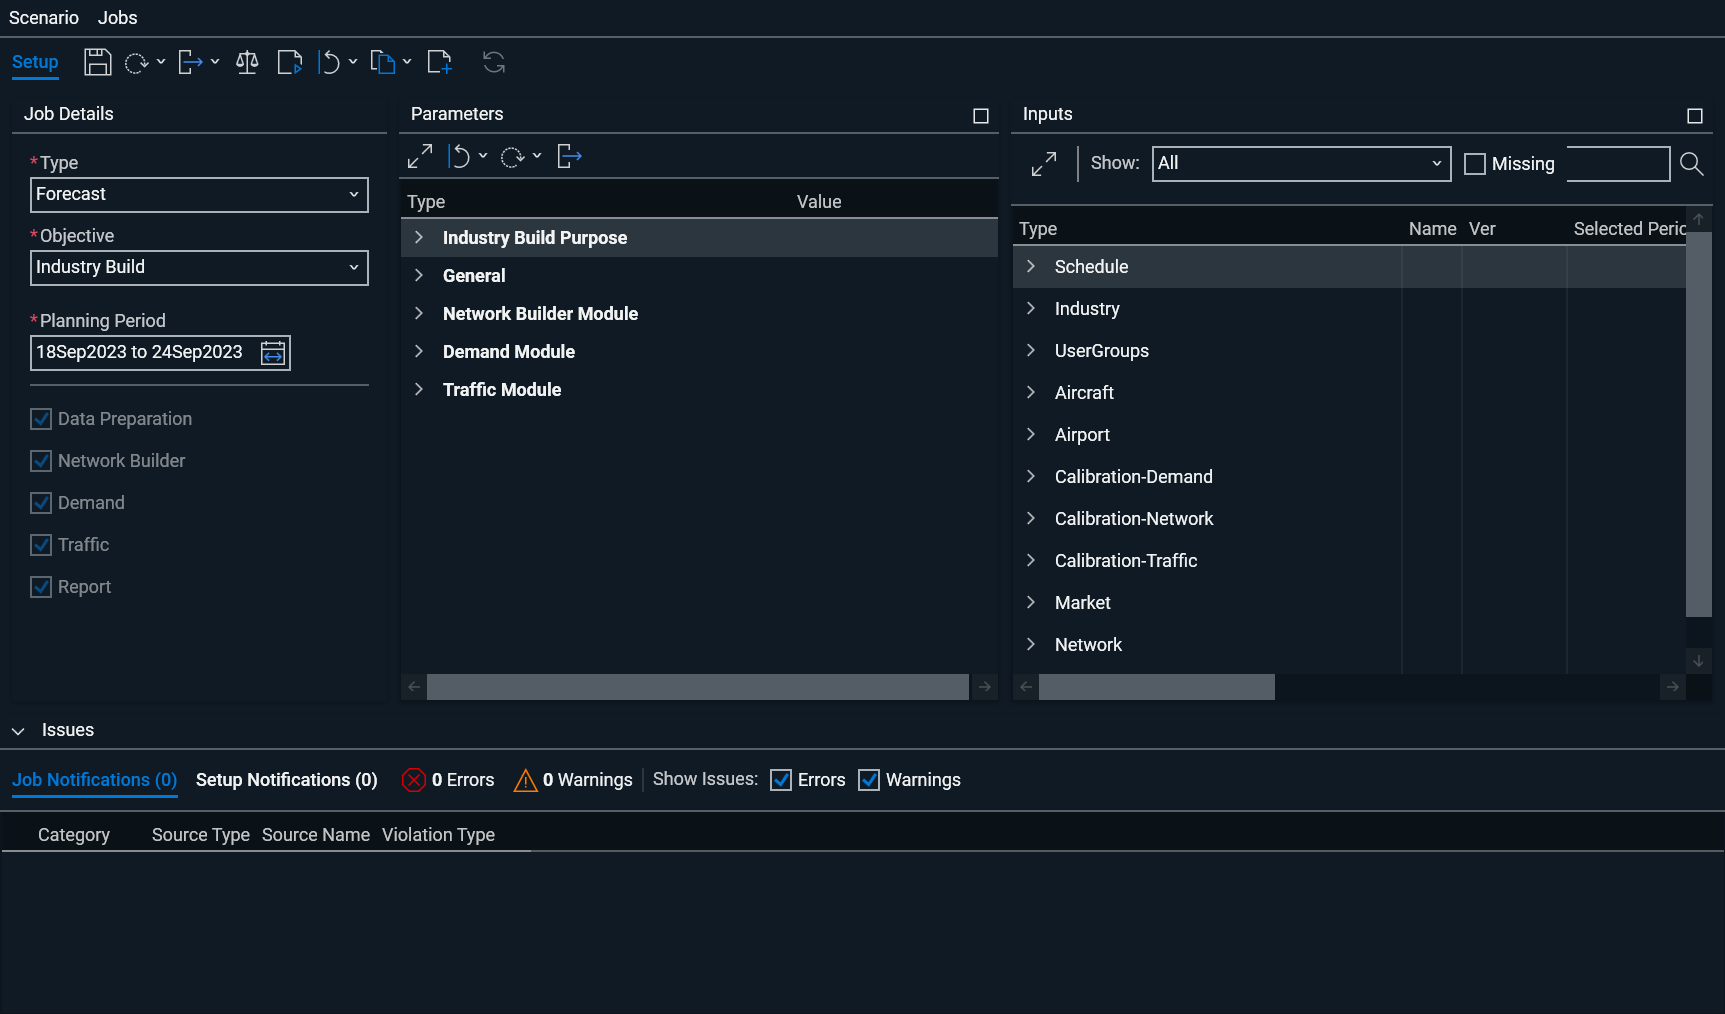 Scenario Jobs
Setup
Job Details
*Type
Forecast
*Objective
Industry Build
*Planning Period
18Sep2023 to 24Sep2023
Data Preparation
Network Builder
Demand
Traffic
Report
Parameters
Type Value
Industry Build Purpose
General
Network Builder Module
Demand Module
Traffic Module
Inputs
Show: All Missing
Type Name Ver Selected Peric
Schedule
Industry
UserGroups
Aircraft
Airport
Calibration-Demand
Calibration-Network
Calibration-Traffic
Market
Network
Issues
Job Notifications (0) Setup Notifications (0) 0 Errors 0 Warnings Show Issues: Errors Warnings
Category Source Type Source Name Violation Type